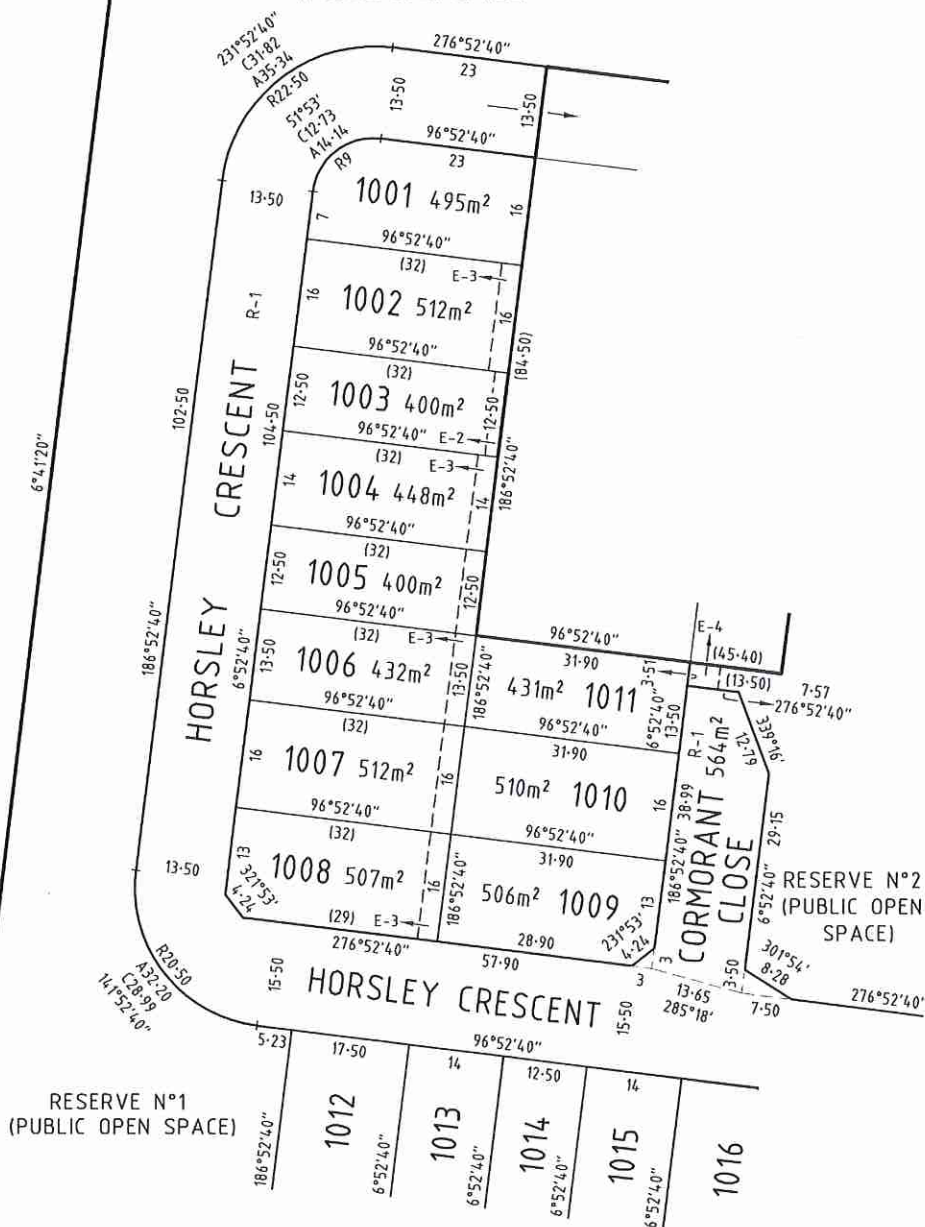 276°52'40"
23
231°52'40"
C31·82
A35·34
R22·50
13·50
13·50
51°53'
C12·73
A14·14
R9
96°52'40"
23
13·50
1001 495m²
7
16
96°52'40"
(32)
E-3
1002 512m²
16
16
R-1
(84·50)
96°52'40"
(32)
1003 400m²
12·50
12·50
96°52'40"
E-2
(32)
E-3
1004 448m²
14
14
186°52'40"
96°52'40"
(32)
1005 400m²
12·50
12·50
96°52'40"
(32)
E-3
1006 432m²
13·50
13·50
186°52'40"
96°52'40"
(32)
1007 512m²
16
16
96°52'40"
(32)
1008 507m²
13
321°53'
4·24
16
186°52'40"
(29)
E-3
276°52'40"
6°41'20"
102·50
104·50
186°52'40"
6°52'40"
HORSLEY CRESCENT
13·50
96°52'40"
31·90
3·51
431m² 1011
6°52'40"
13·50
96°52'40"
31·90
510m² 1010
16
96°52'40"
31·90
506m² 1009
13
231°53'
4·24
28·90
57·90
E-4
(45·40)
(13·50)
7·57
276°52'40"
339°16'
12·79
R-1
CORMORANT 564m²
CLOSE
38·99
186°52'40"
29·15
6°52'40"
RESERVE N°2
(PUBLIC OPEN
SPACE)
301°54'
8·28
3
3
3·50
13·65
285°18'
7·50
276°52'40"
HORSLEY CRESCENT
15·50
15·50
R20·50
A32·20
C28·99
141°52'40"
5·23
17·50
96°52'40"
14
12·50
14
RESERVE N°1
(PUBLIC OPEN SPACE)
186°52'40"
1012
6°52'40"
1013
6°52'40"
1014
6°52'40"
1015
6°52'40"
1016